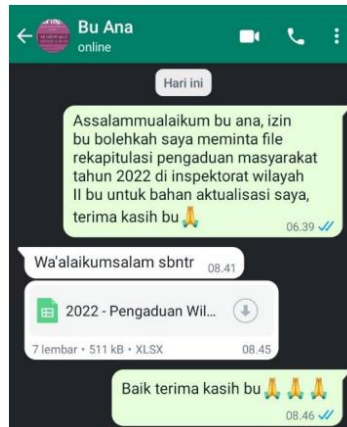 Bu Ana
online
Hari ini
Assalammualaikum bu ana, izin
bu bolehkah saya meminta file
rekapitulasi pengaduan masyarakat
tahun 2022 di inspektorat wilayah
II bu untuk bahan aktualisasi saya,
terima kasih bu🙏
06.39
Wa'alaikumsalam sbntr
08.41
2022 - Pengaduan Wil...
7 lembar • 511 kB • XLSX
08.45
Baik terima kasih bu🙏🙏🙏
08.46